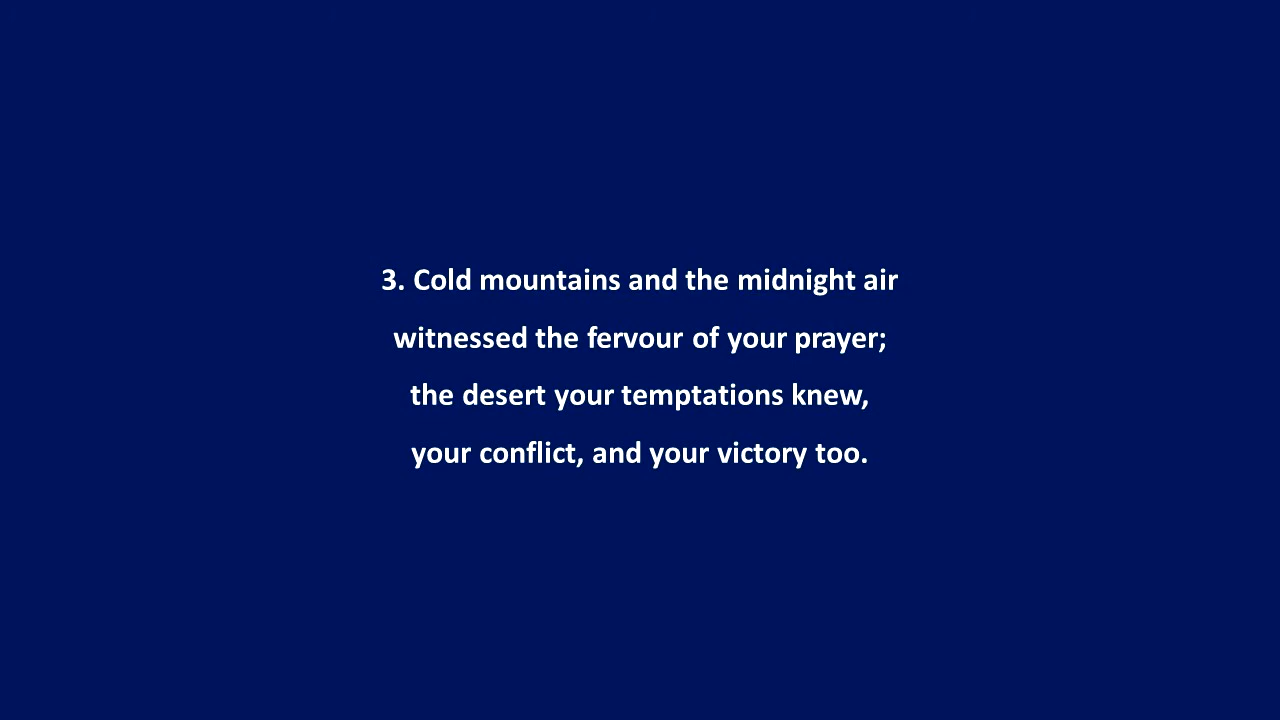 3. Cold mountains and the midnight air
witnessed the fervour of your prayer;
the desert your temptations knew,
your conflict, and your victory too.